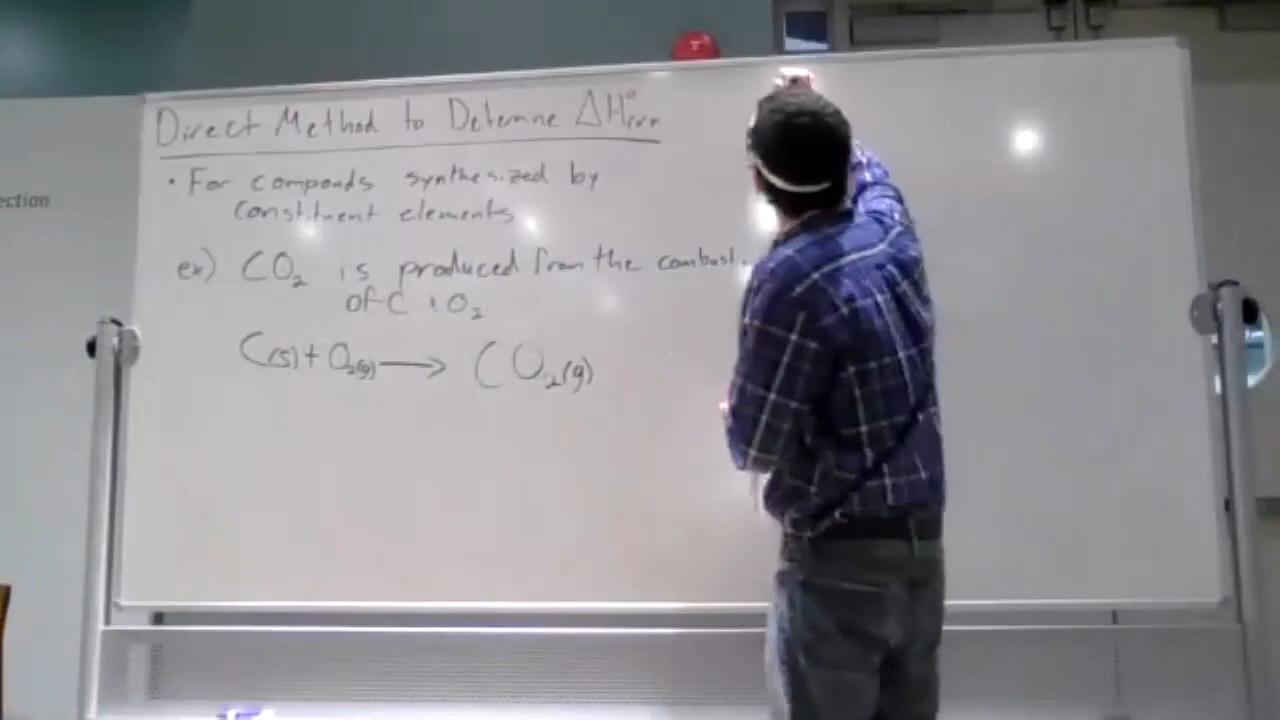 Direct Method to Determine ΔH°rxn
ection
• For componds synthesized by
constituent elements
ex) CO₂ is produced from the combust.
of C + O₂
C(s) + O₂(g) → CO₂(g)